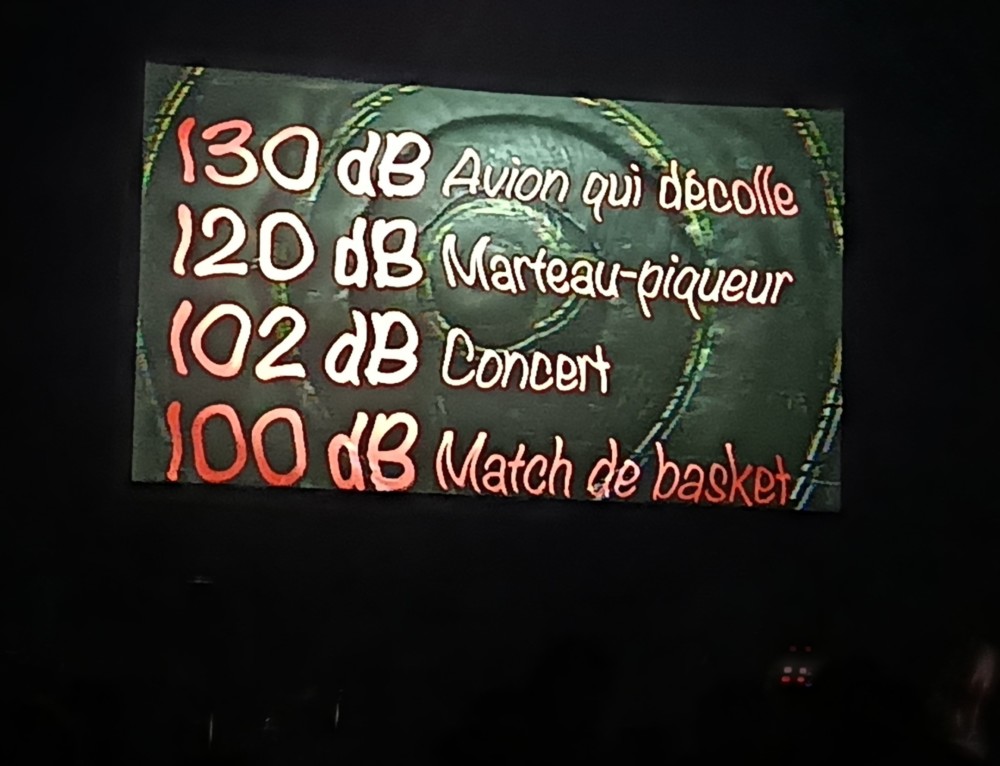 130 dB Avion qui décolle
120 dB Marteau-piqueur
102 dB Concert
100 dB Match de basket